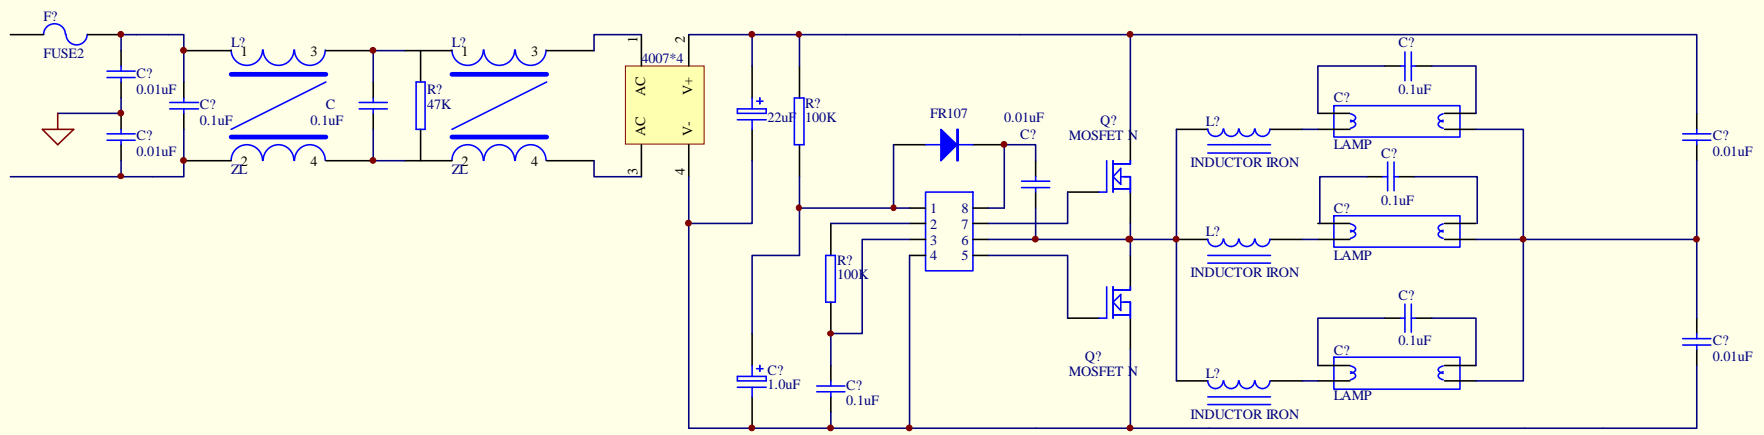 F?
FUSE2
C?
0.01uF
C?
0.01uF
C?
0.1uF
L?
1
3
2
4
ZL
C
0.1uF
R?
47K
L?
1
3
2
4
ZL
1
2
4007*4
AC
V+
AC
V-
3
4
22uF
R?
100K
FR107
0.01uF
C?
1
8
2
7
3
6
4
5
R?
100K
C?
1.0uF
C?
0.1uF
Q?
MOSFET N
Q?
MOSFET N
L?
INDUCTOR IRON
L?
INDUCTOR IRON
L?
INDUCTOR IRON
C?
0.1uF
C?
LAMP
C?
0.1uF
C?
LAMP
C?
0.1uF
C?
LAMP
C?
0.01uF
C?
0.01uF